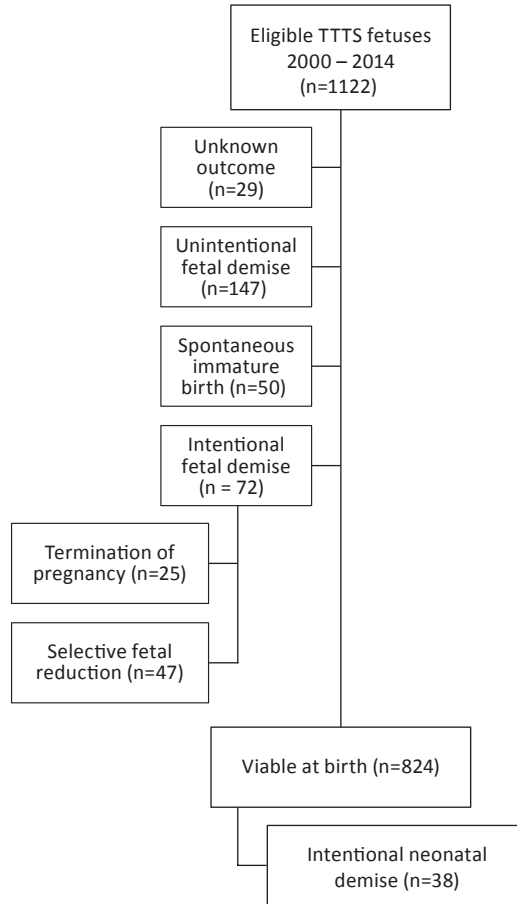 Eligible TTTS fetuses
2000 – 2014
(n=1122)
Unknown
outcome
(n=29)
Unintentional
fetal demise
(n=147)
Spontaneous
immature
birth (n=50)
Intentional
fetal demise
(n = 72)
Termination of
pregnancy (n=25)
Selective fetal
reduction (n=47)
Viable at birth (n=824)
Intentional neonatal
demise (n=38)